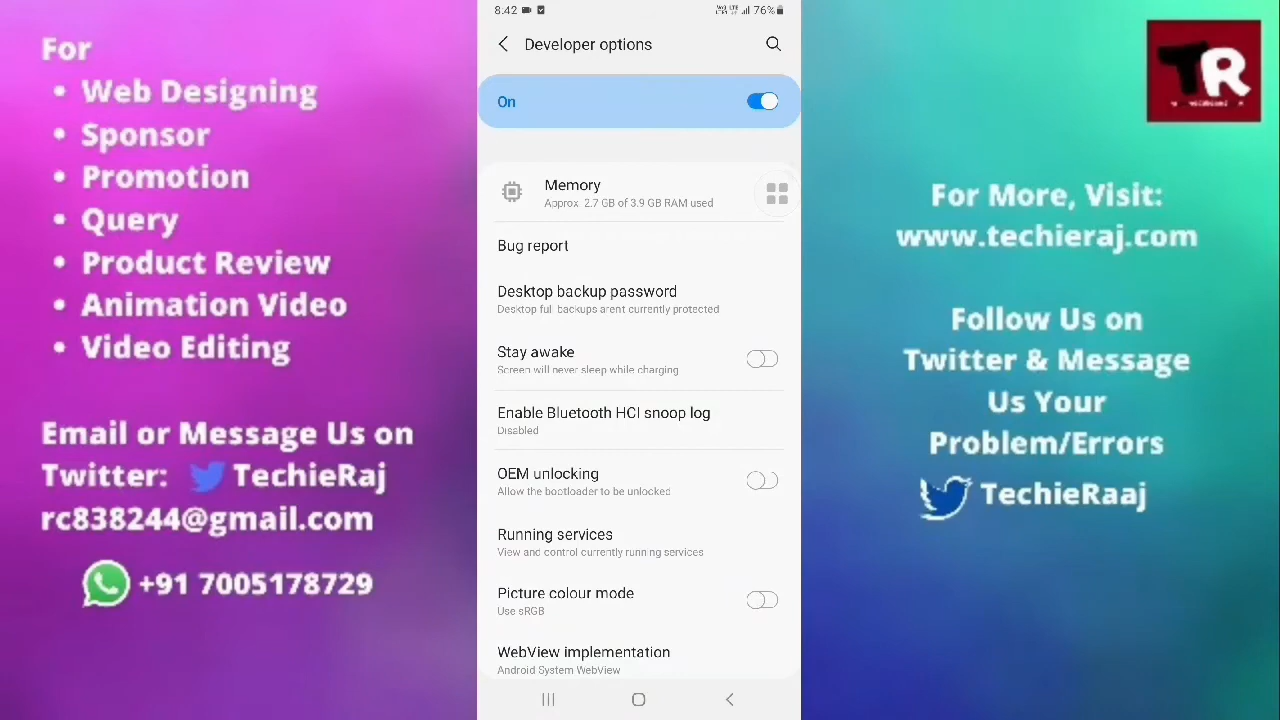 For
• Web Designing
• Sponsor
• Promotion
• Query
• Product Review
• Animation Video
• Video Editing
Email or Message Us on
Twitter: TechieRaj
rc838244@gmail.com
+91 7005178729
8:42
76%
Developer options
On
Memory
Approx. 2.7 GB of 3.9 GB RAM used
Bug report
Desktop backup password
Desktop full backups aren't currently protected
Stay awake
Screen will never sleep while charging
Enable Bluetooth HCI snoop log
Disabled
OEM unlocking
Allow the bootloader to be unlocked
Running services
View and control currently running services
Picture colour mode
Use sRGB
WebView implementation
Android System WebView
TR
For More, Visit:
www.techieraj.com
Follow Us on
Twitter & Message
Us Your
Problem/Errors
TechieRaaj